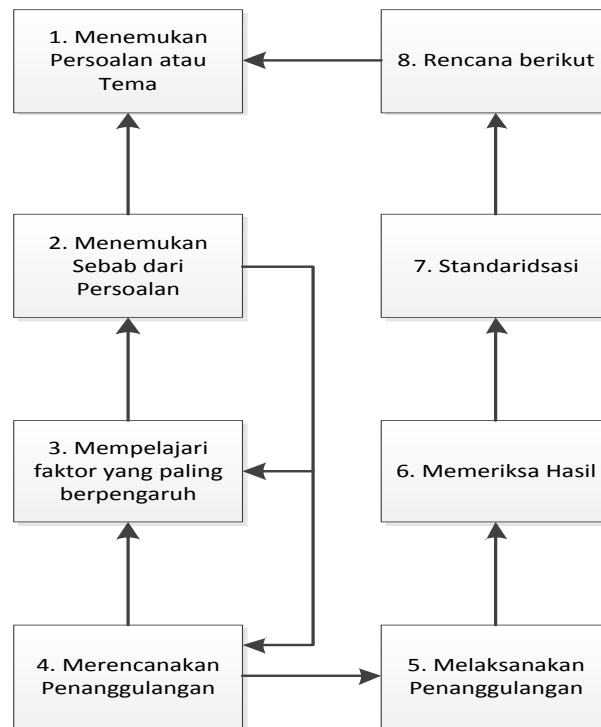 1. Menemukan
Persoalan atau
Tema
8. Rencana berikut
2. Menemukan
Sebab dari
Persoalan
7. Standaridsasi
3. Mempelajari
faktor yang paling
berpengaruh
6. Memeriksa Hasil
4. Merencanakan
Penanggulangan
5. Melaksanakan
Penanggulangan